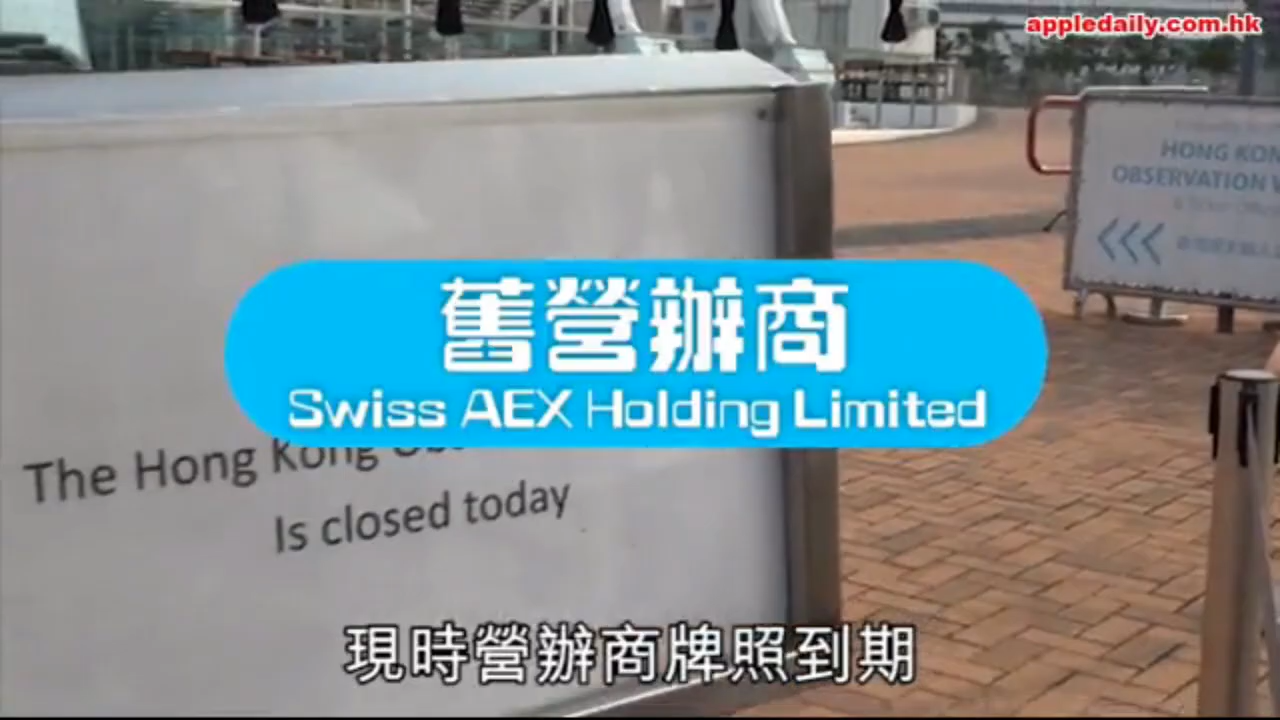 appledaily.com.hk
HONG KON
OBSERVATION
舊營辦商
Swiss AEX Holding Limited
The Hong Kong
Is closed today
現時營辦商牌照到期